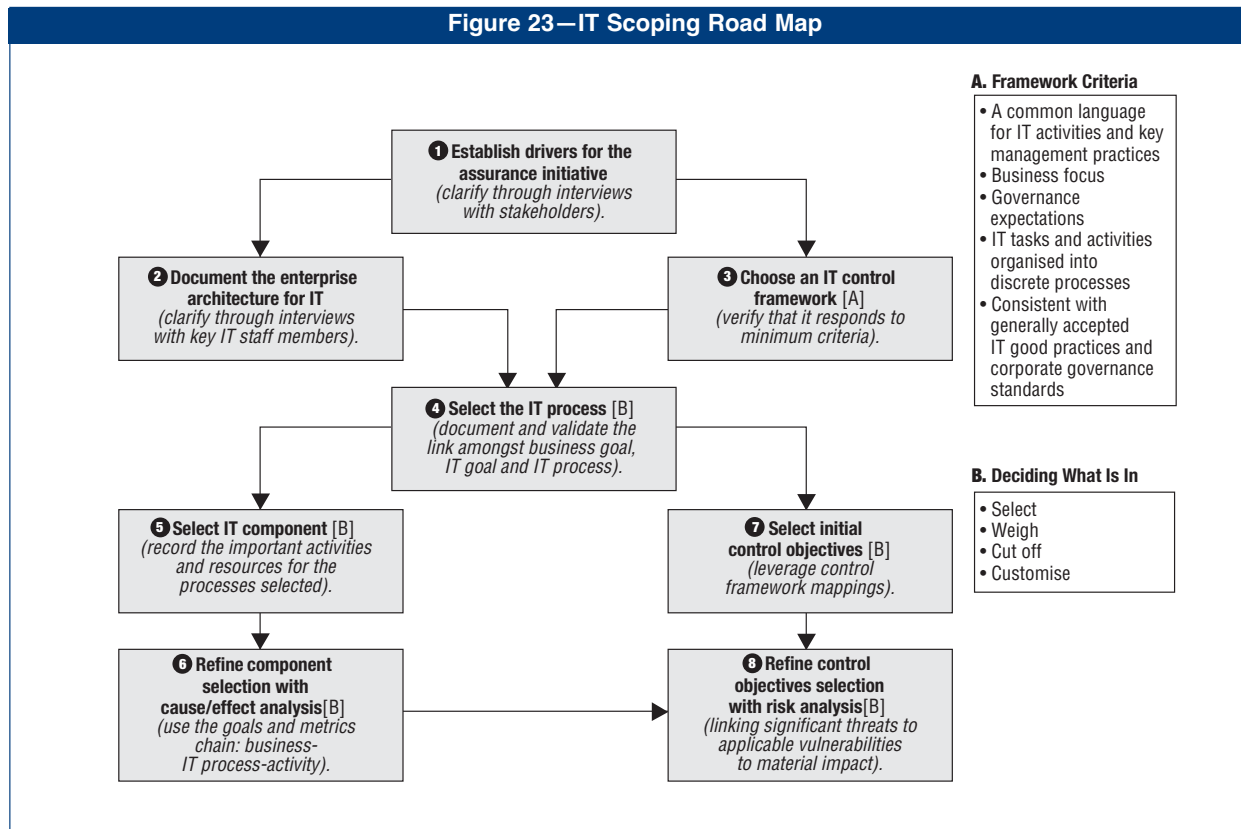 Figure 23—IT Scoping Road Map
1 Establish drivers for the
assurance initiative
(clarify through interviews
with stakeholders).
2 Document the enterprise
architecture for IT
(clarify through interviews
with key IT staff members).
3 Choose an IT control
framework [A]
(verify that it responds to
minimum criteria).
4 Select the IT process [B]
(document and validate the
link amongst business goal,
IT goal and IT process).
5 Select IT component [B]
(record the important activities
and resources for the
processes selected).
7 Select initial
control objectives [B]
(leverage control
framework mappings).
6 Refine component
selection with
cause/effect analysis[B]
(use the goals and metrics
chain: business-
IT process-activity).
8 Refine control
objectives selection
with risk analysis[B]
(linking significant threats to
applicable vulnerabilities
to material impact).
A. Framework Criteria
• A common language
for IT activities and key
management practices
• Business focus
• Governance
expectations
• IT tasks and activities
organised into
discrete processes
• Consistent with
generally accepted
IT good practices and
corporate governance
standards
B. Deciding What Is In
• Select
• Weigh
• Cut off
• Customise